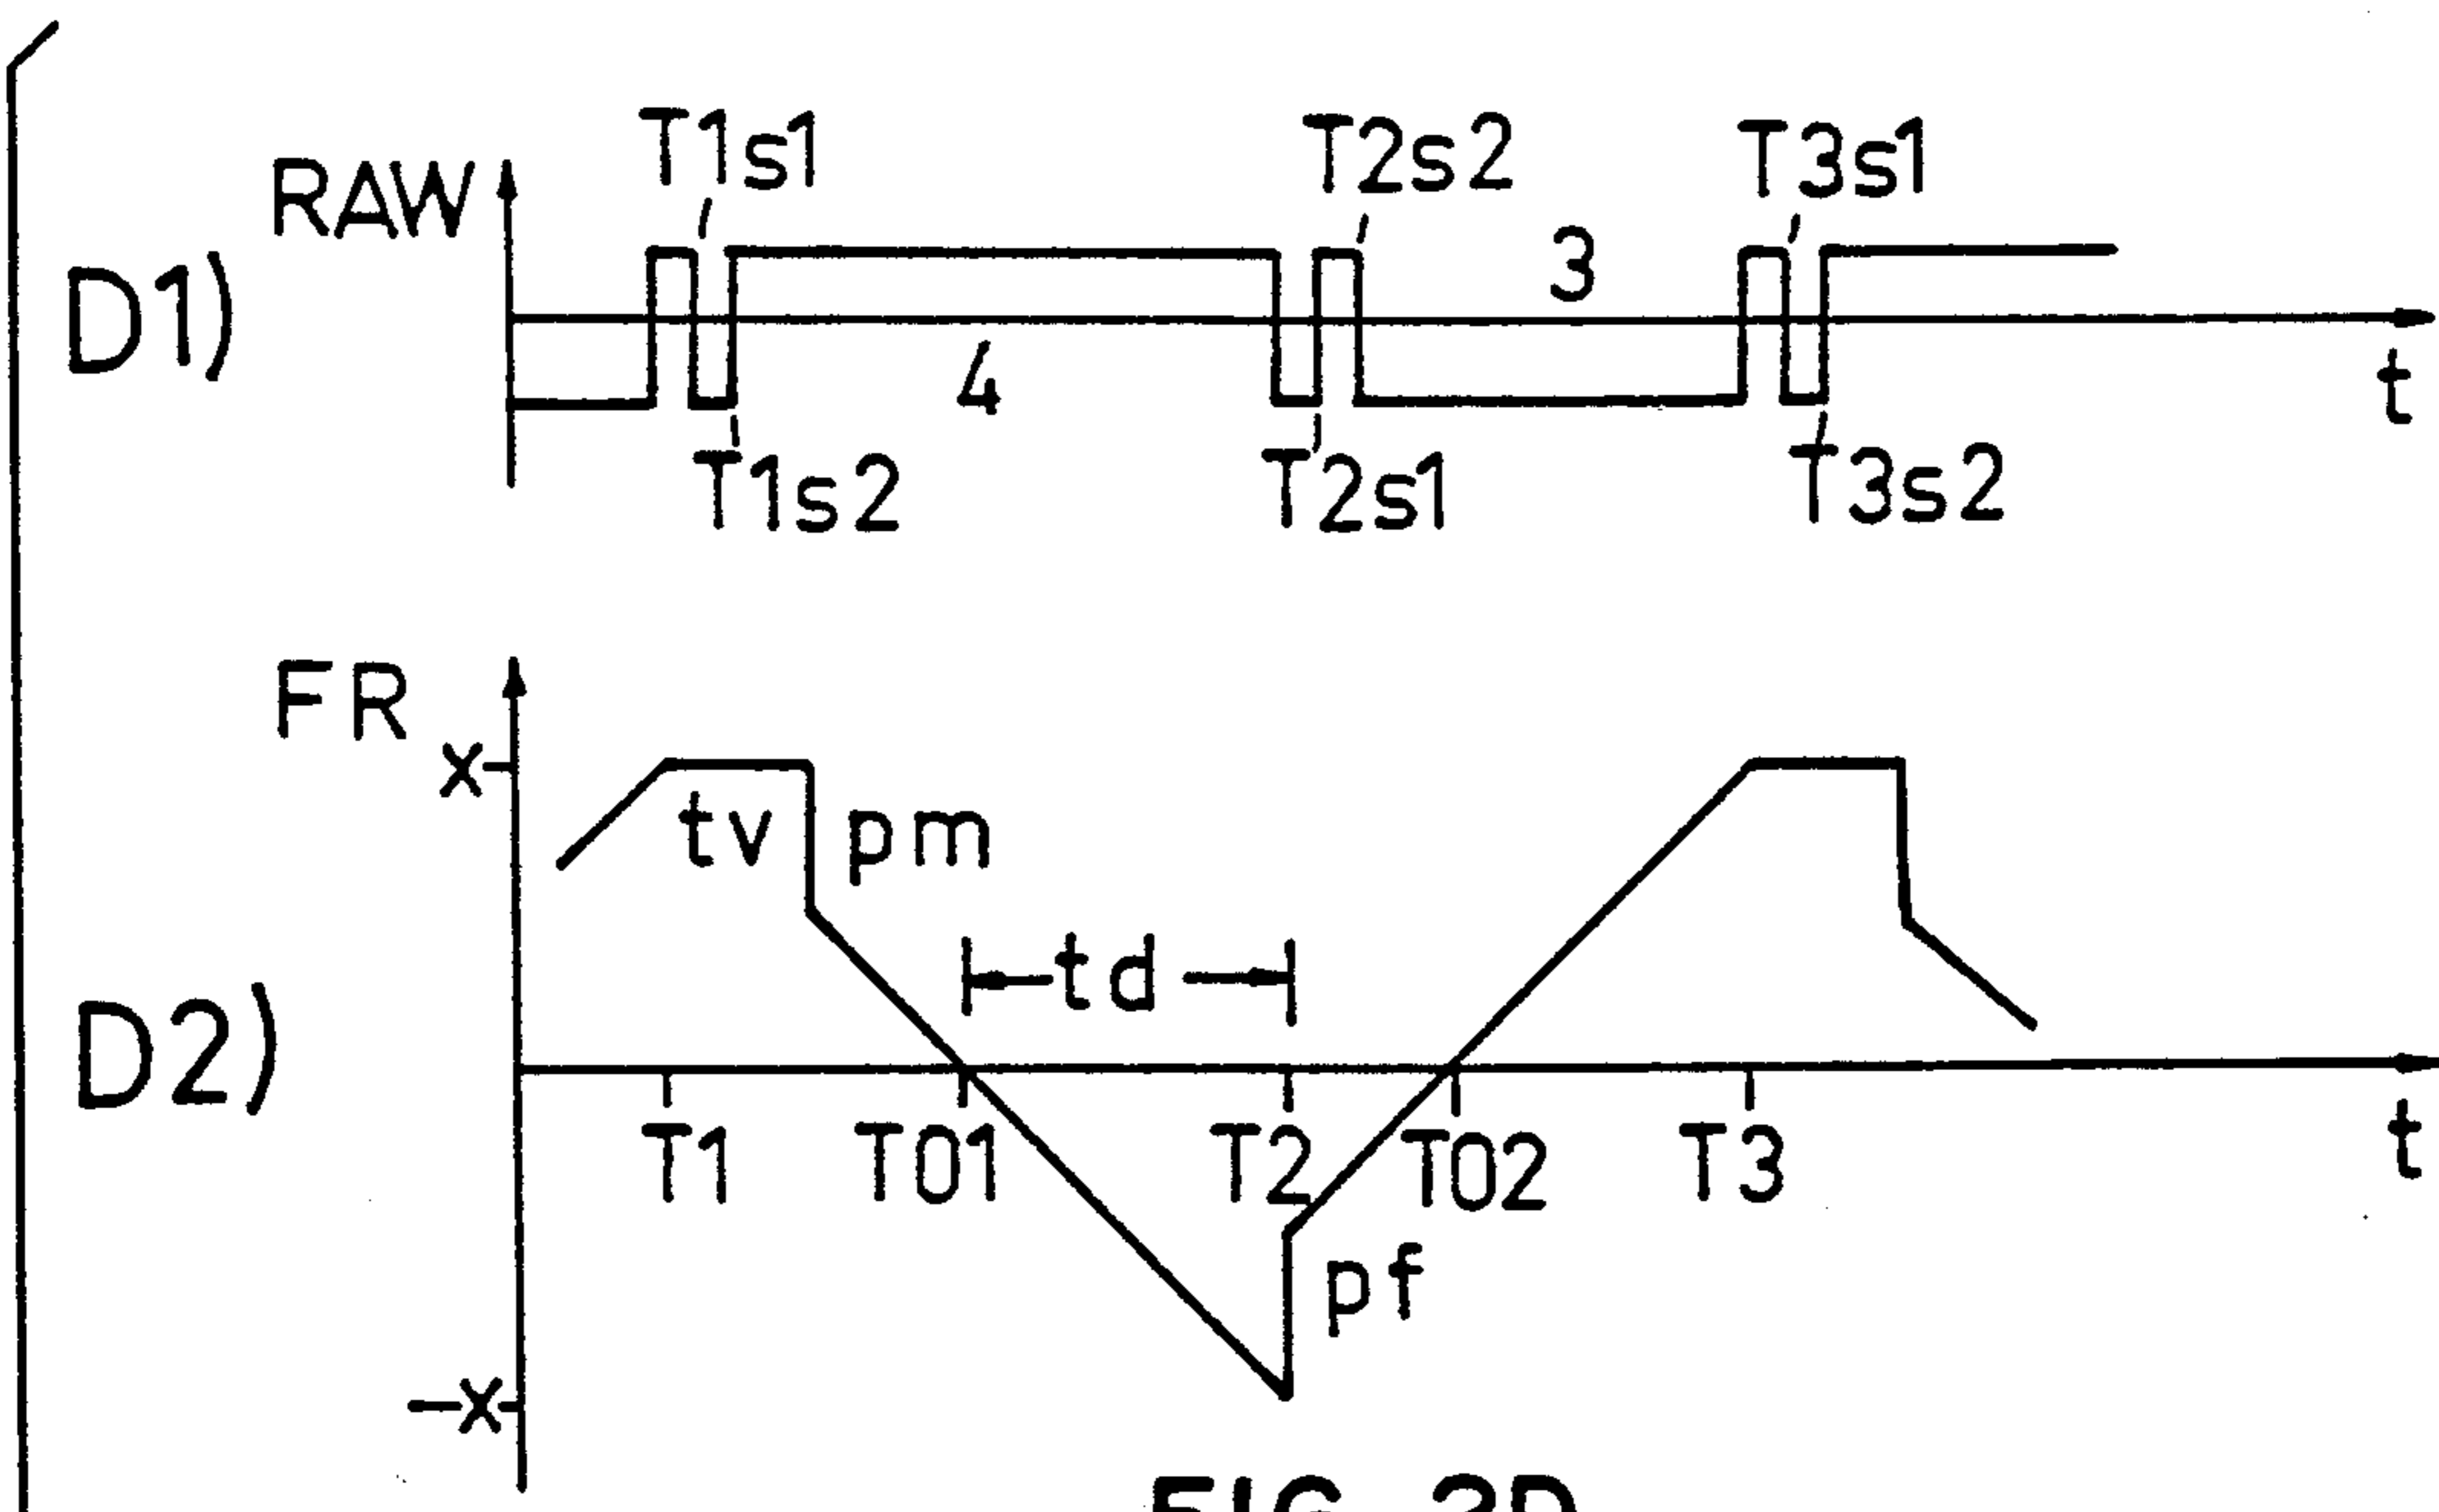 T1s1 T2s2 T3s1
RAW
D1)
3
4
t
T1s2 T2s1 T3s2
FR
x
tv pm
td
D2)
T1 T01 T2 T02 T3 t
pf
-x